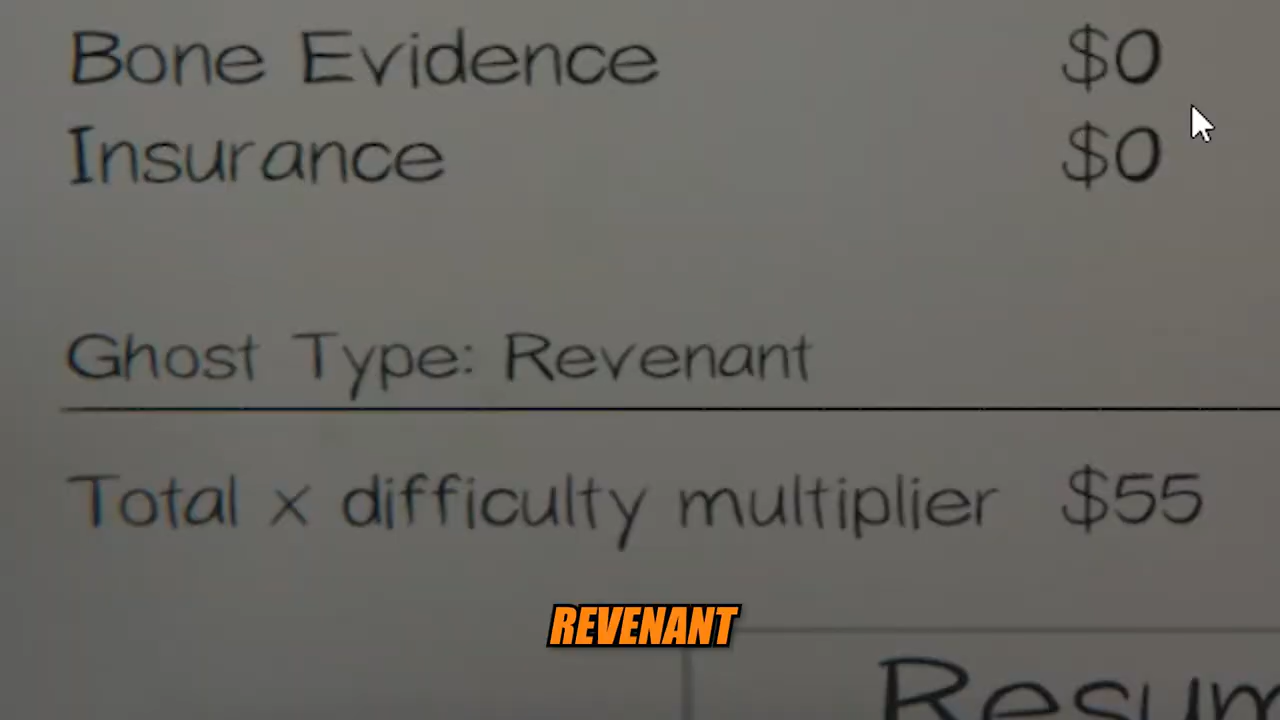 Bone Evidence $0
Insurance $0
Ghost Type: Revenant
Total x difficulty multiplier $55
REVENANT